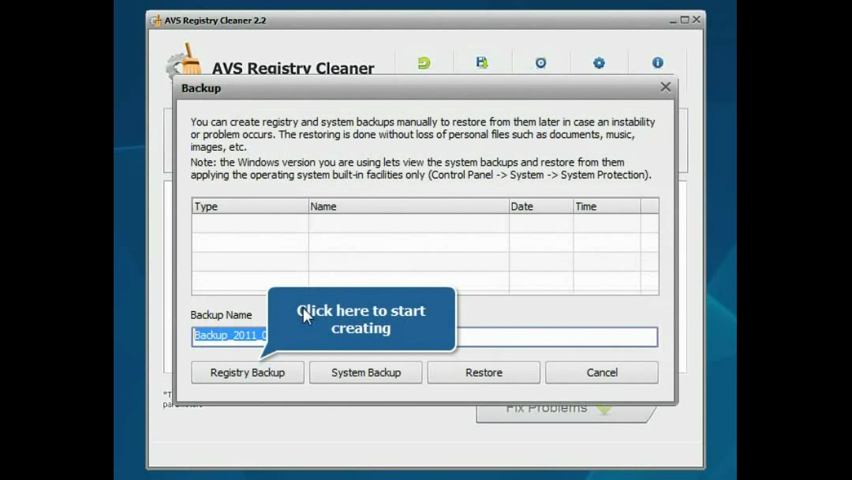 AVS Registry Cleaner 2.2
AVS Registry Cleaner
Backup
You can create registry and system backups manually to restore from them later in case an instability
or problem occurs. The restoring is done without loss of personal files such as documents, music,
images, etc.
Note: the Windows version you are using lets view the system backups and restore from them
applying the operating system built-in facilities only (Control Panel -> System -> System Protection).
Type Name Date Time
Click here to start
creating
Backup Name
Backup_2011_0
Registry Backup System Backup Restore Cancel
Fix Problems